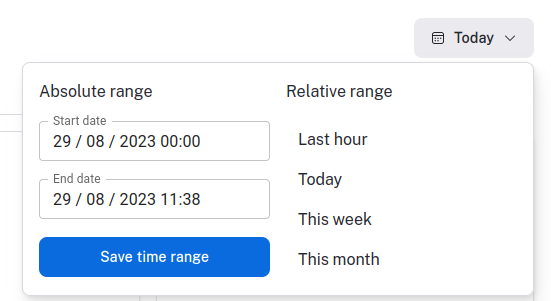 Today
Absolute range
Start date
29 / 08 / 2023 00:00
End date
29 / 08 / 2023 11:38
Save time range
Relative range
Last hour
Today
This week
This month